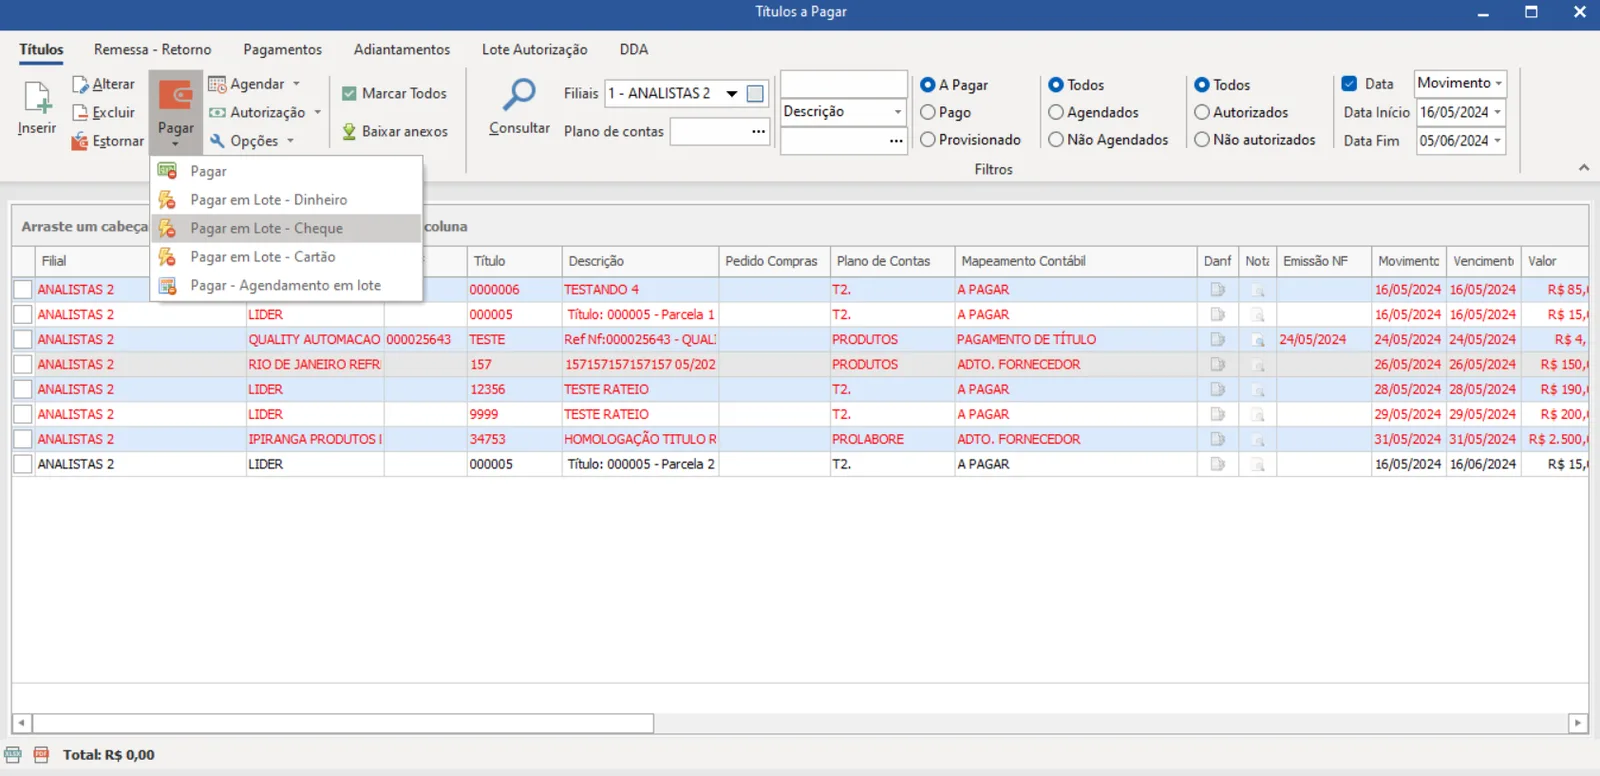 Títulos a Pagar
Títulos Remessa - Retorno Pagamentos Adiantamentos Lote Autorização DDA
Inserir
Alterar
Excluir
Estornar
Pagar
Agendar
Autorização
Opções
Marcar Todos
Baixar anexos
Consultar
Filiais 1 - ANALISTAS 2
Plano de contas ...
Descrição
...
A Pagar
Pago
Provisionado
Todos
Agendados
Não Agendados
Todos
Autorizados
Não autorizados
Data Movimento
Data Início 16/05/2024
Data Fim 05/06/2024
Filtros
Pagar
Pagar em Lote - Dinheiro
Pagar em Lote - Cheque
Pagar em Lote - Cartão
Pagar - Agendamento em lote
Arraste um cabeça coluna
Filial Título Descrição Pedido Compras Plano de Contas Mapeamento Contábil Danf Nota Emissão NF Movimento Vencimento Valor
ANALISTAS 2 0000006 TESTANDO 4 T2. A PAGAR 16/05/2024 16/05/2024 R$ 85,
ANALISTAS 2 LIDER 000005 Título: 000005 - Parcela 1 T2. A PAGAR 16/05/2024 16/05/2024 R$ 15,
ANALISTAS 2 QUALITY AUTOMACAO 000025643 TESTE Ref Nf:000025643 - QUALI PRODUTOS PAGAMENTO DE TÍTULO 24/05/2024 24/05/2024 24/05/2024 R$ 4,
ANALISTAS 2 RIO DE JANEIRO REFRI 157 157157157157157 05/202 PRODUTOS ADTO. FORNECEDOR 26/05/2024 26/05/2024 R$ 150,
ANALISTAS 2 LIDER 12356 TESTE RATEIO T2. A PAGAR 28/05/2024 28/05/2024 R$ 190,
ANALISTAS 2 LIDER 9999 TESTE RATEIO T2. A PAGAR 29/05/2024 29/05/2024 R$ 200,
ANALISTAS 2 IPIRANGA PRODUTOS 34753 HOMOLOGAÇÃO TITULO R PROLABORE ADTO. FORNECEDOR 31/05/2024 31/05/2024 R$ 2.500,
ANALISTAS 2 LIDER 000005 Título: 000005 - Parcela 2 T2. A PAGAR 16/05/2024 16/06/2024 R$ 15,
Total: R$ 0,00